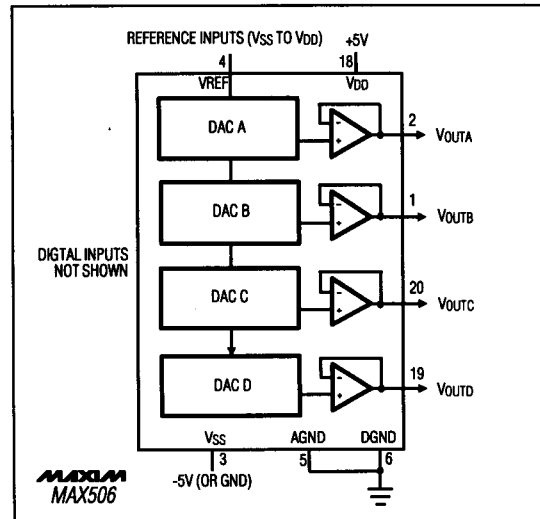 REFERENCE INPUTS (VSS TO VDD)
+5V
4
18
VREF
VDD
DAC A
-
+
2
VOUTA
DAC B
-
+
1
VOUTB
DIGTAL INPUTS
NOT SHOWN
DAC C
-
+
20
VOUTC
DAC D
-
+
19
VOUTD
VSS
AGND
DGND
3
5
6
-5V (OR GND)
MAXIM
MAX506